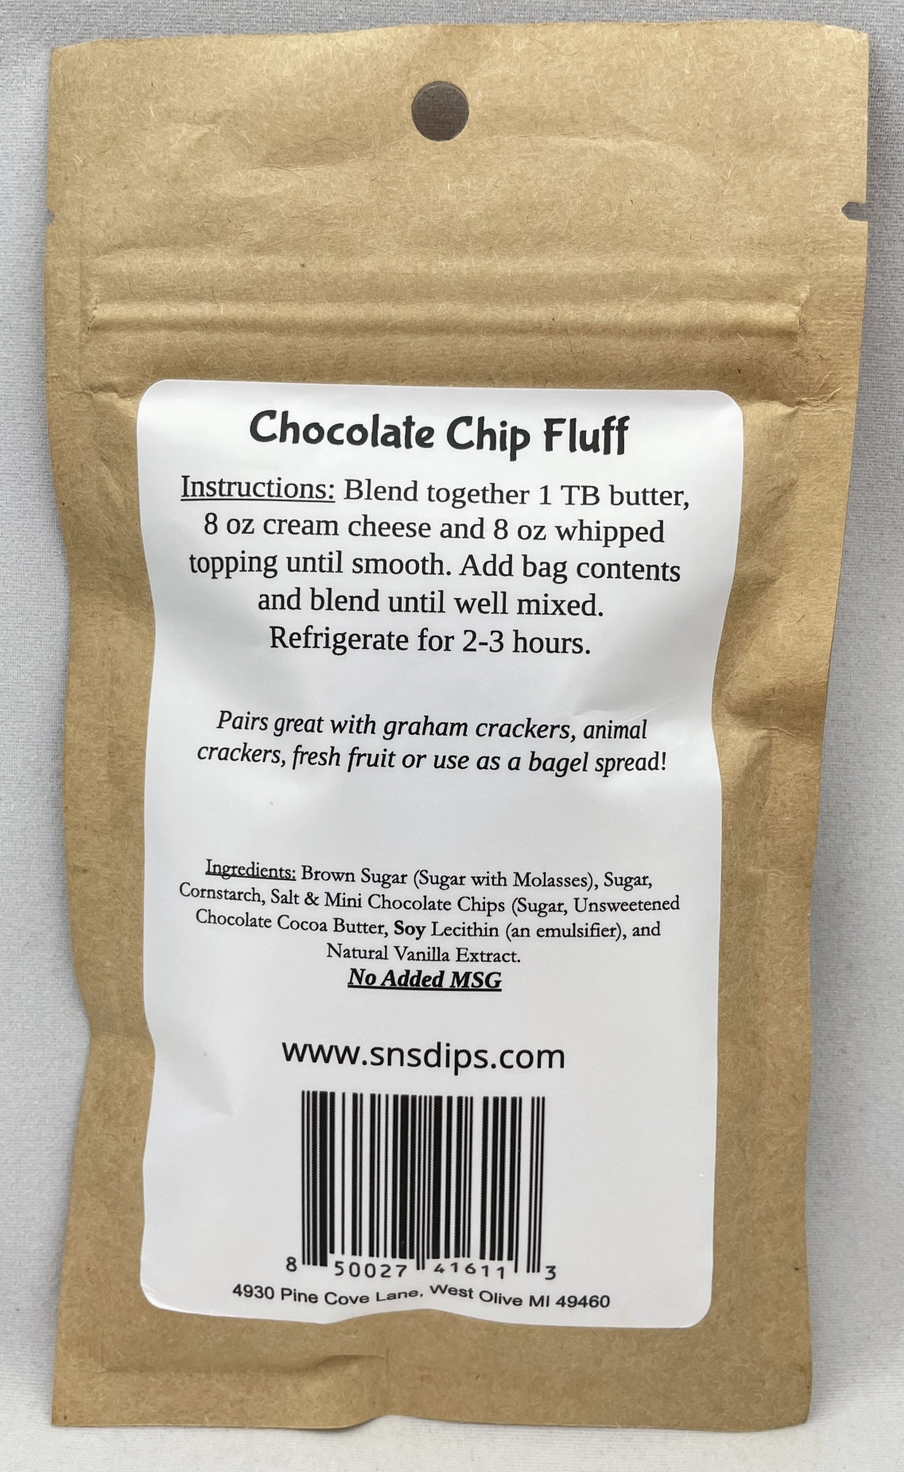 Chocolate Chip Fluff
Instructions: Blend together 1 TB butter,
8 oz cream cheese and 8 oz whipped
topping until smooth. Add bag contents
and blend until well mixed.
Refrigerate for 2-3 hours.
Pairs great with graham crackers, animal
crackers, fresh fruit or use as a bagel spread!
Ingredients: Brown Sugar (Sugar with Molasses), Sugar,
Cornstarch, Salt & Mini Chocolate Chips (Sugar, Unsweetened
Chocolate Cocoa Butter, Soy Lecithin (an emulsifier), and
Natural Vanilla Extract.
No Added MSG
www.snsdips.com
8 50027 41611 3
4930 Pine Cove Lane, West Olive MI 49460